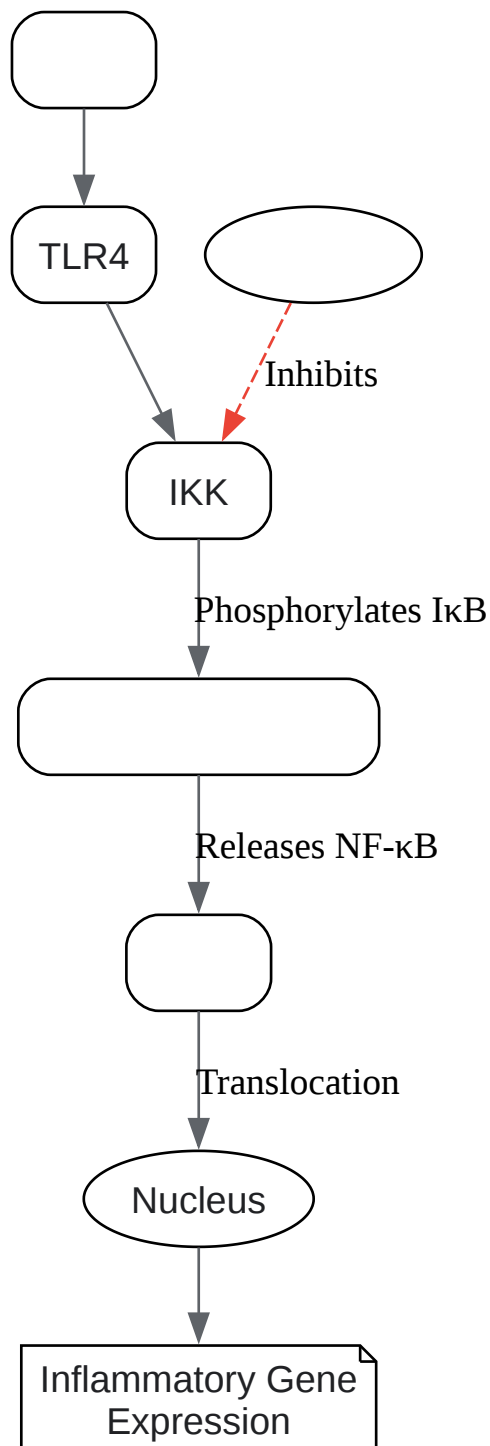 TLR4
Inhibits
IKK
Phosphorylates IκB
Releases NF-κB
Translocation
Nucleus
Inflammatory Gene
Expression